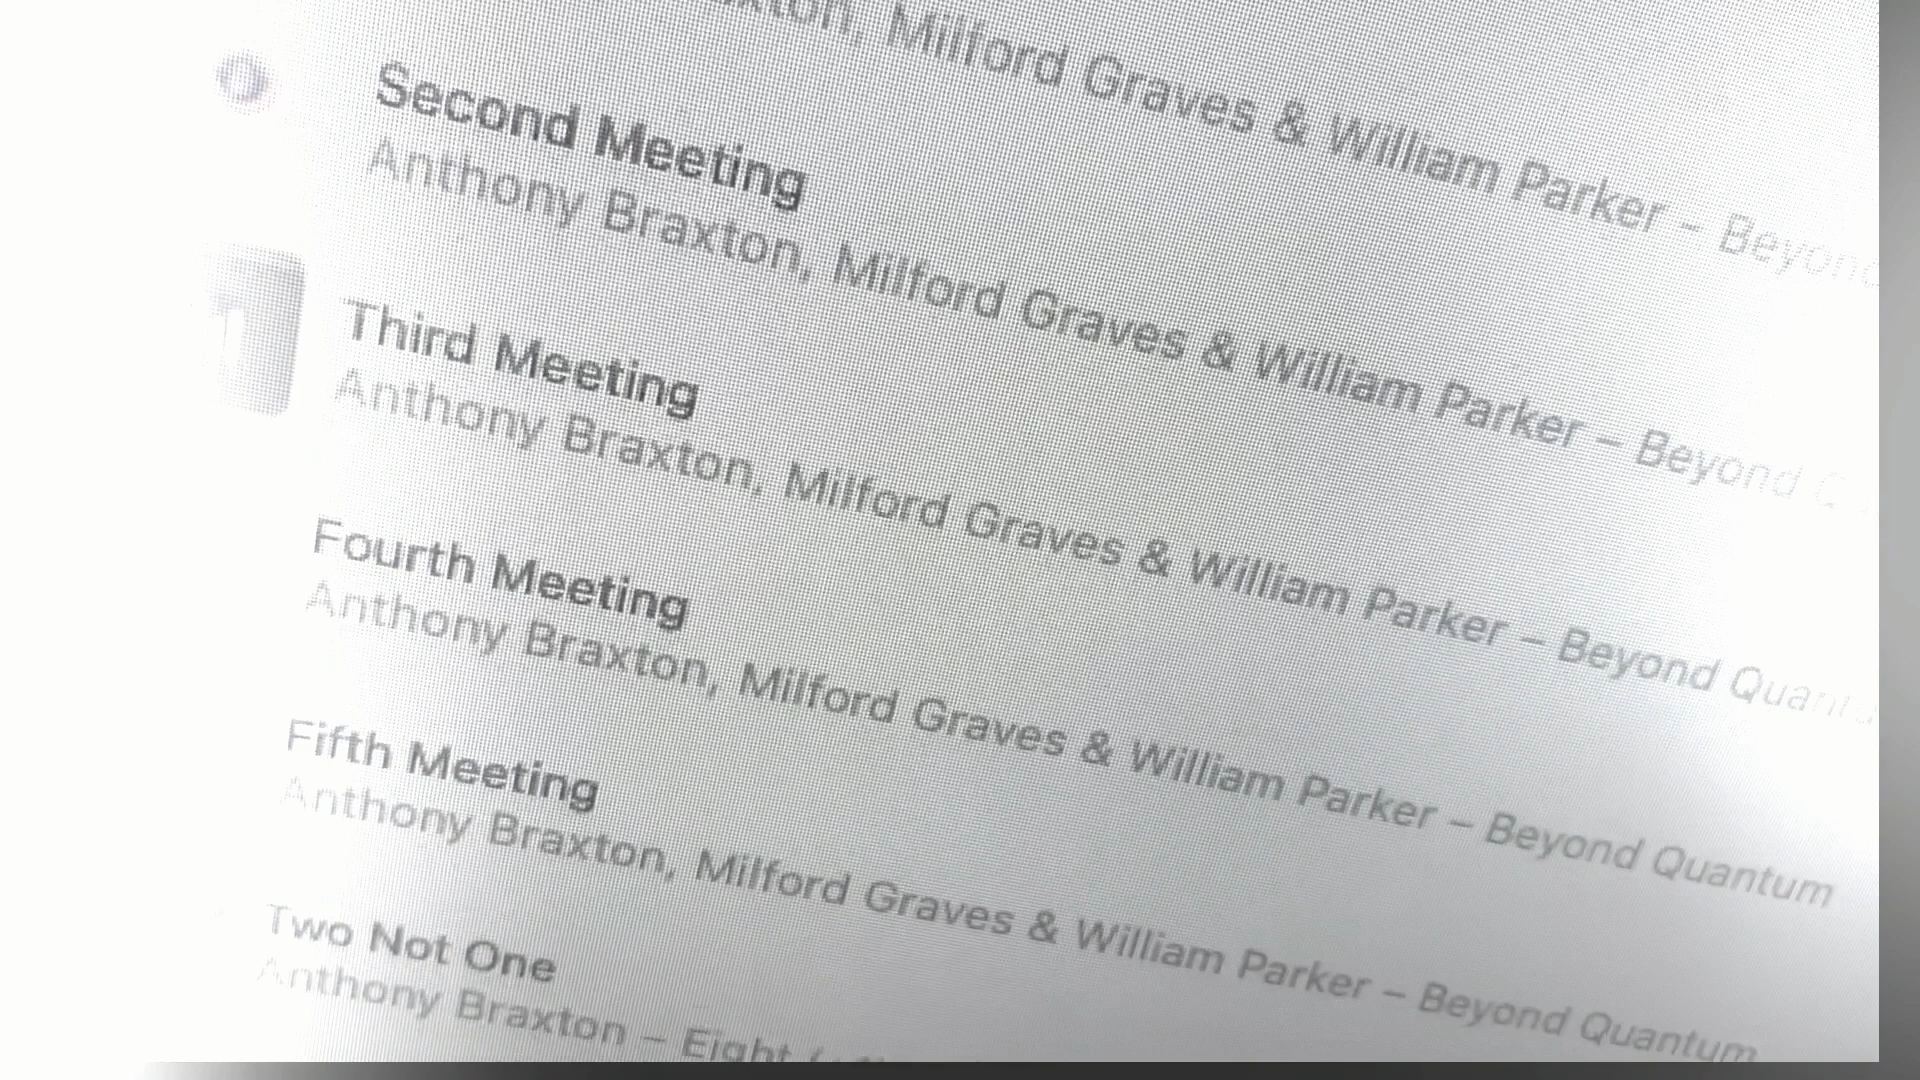 Milford Graves & William Parker – Beyond
Second Meeting
Anthony Braxton, Milford Graves & William Parker – Beyond
Third Meeting
Anthony Braxton, Milford Graves & William Parker – Beyond
Fourth Meeting
Anthony Braxton, Milford Graves & William Parker – Beyond Quantum
Fifth Meeting
Anthony Braxton, Milford Graves & William Parker – Beyond Quantum
Two Not One
Anthony Braxton – Eight